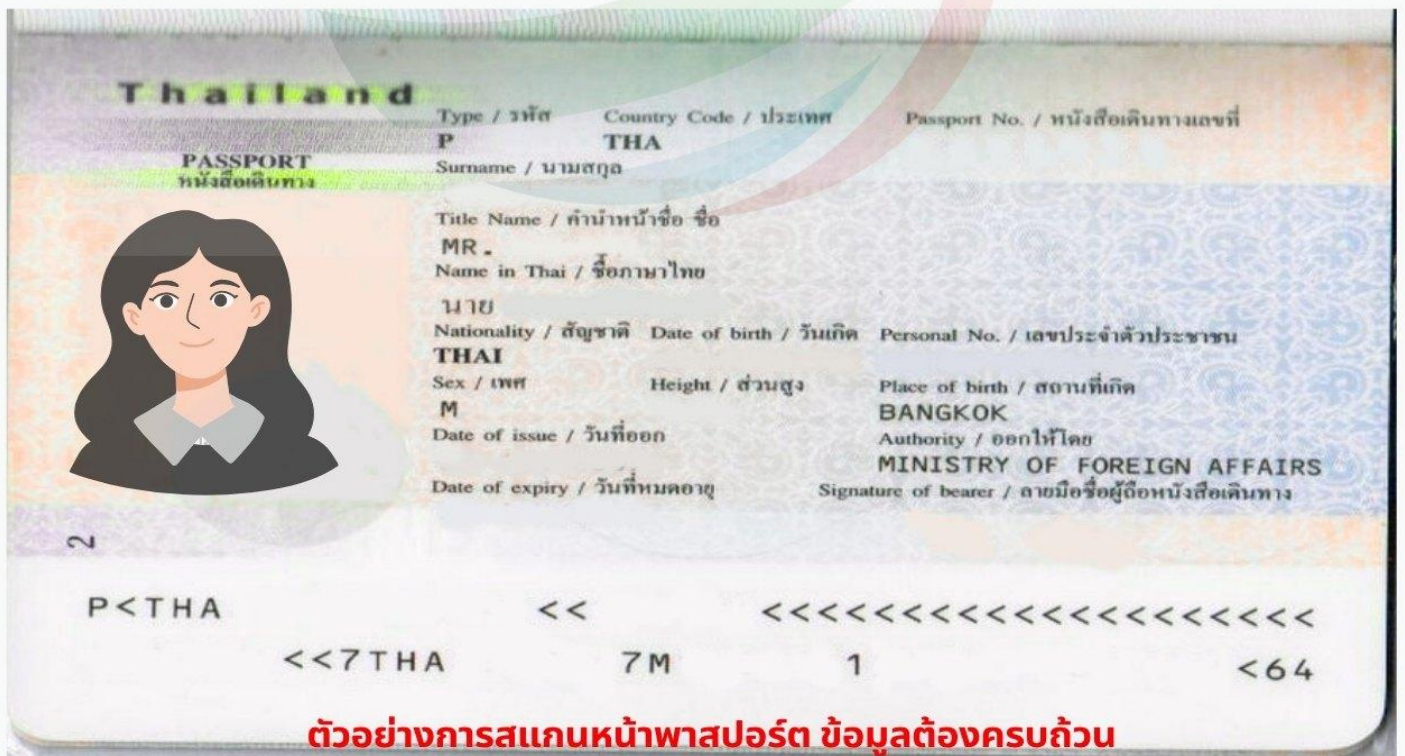 Thailand
Type / รหัส Country Code / ประเทศ Passport No. / หนังสือเดินทางเลขที่
P THA
PASSPORT
หนังสือเดินทาง
Surname / นามสกุล
Title Name / คำนำหน้าชื่อ ชื่อ
MR.
Name in Thai / ชื่อภาษาไทย
นาย
Nationality / สัญชาติ Date of birth / วันเกิด Personal No. / เลขประจำตัวประชาชน
THAI
Sex / เพศ Height / ส่วนสูง Place of birth / สถานที่เกิด
M BANGKOK
Date of issue / วันที่ออก Authority / ออกให้โดย
MINISTRY OF FOREIGN AFFAIRS
Date of expiry / วันที่หมดอายุ Signature of bearer / ลายมือชื่อผู้ถือหนังสือเดินทาง
2
P<THA << <<<<<<<<<<<<<<<<<<<<
<<7THA 7M 1 <64
ตัวอย่างการสแกนหน้าพาสปอร์ต ข้อมูลต้องครบถ้วน